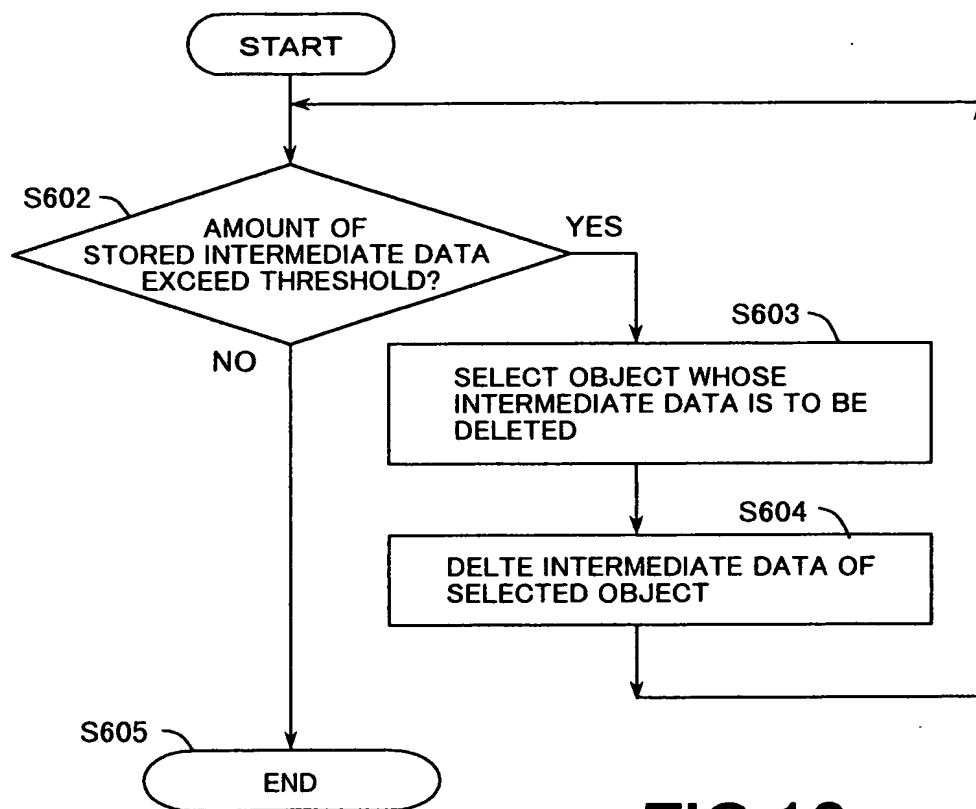 START
S602
AMOUNT OF
STORED INTERMEDIATE DATA
EXCEED THRESHOLD?
YES
NO
S603
SELECT OBJECT WHOSE
INTERMEDIATE DATA IS TO BE
DELETED
S604
DELTE INTERMEDIATE DATA OF
SELECTED OBJECT
S605
END